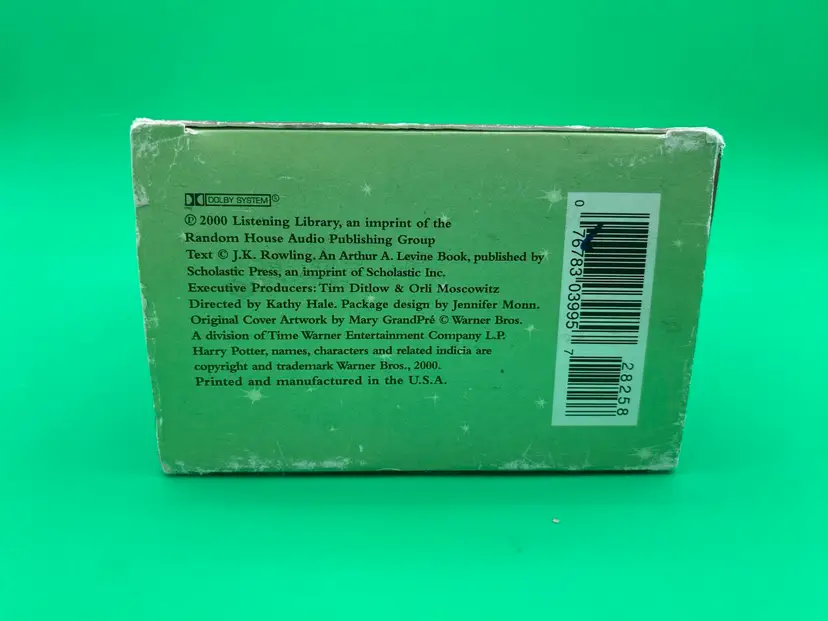 DOLBY SYSTEM®
℗ 2000 Listening Library, an imprint of the
Random House Audio Publishing Group
Text © J.K. Rowling. An Arthur A. Levine Book, published by
Scholastic Press, an imprint of Scholastic Inc.
Executive Producers: Tim Ditlow & Orli Moscowitz
Directed by Kathy Hale. Package design by Jennifer Monn.
Original Cover Artwork by Mary GrandPré © Warner Bros.
A division of Time Warner Entertainment Company L.P.
Harry Potter, names, characters and related indicia are
copyright and trademark Warner Bros., 2000.
Printed and manufactured in the U.S.A.
0 76783 03995 7
28258